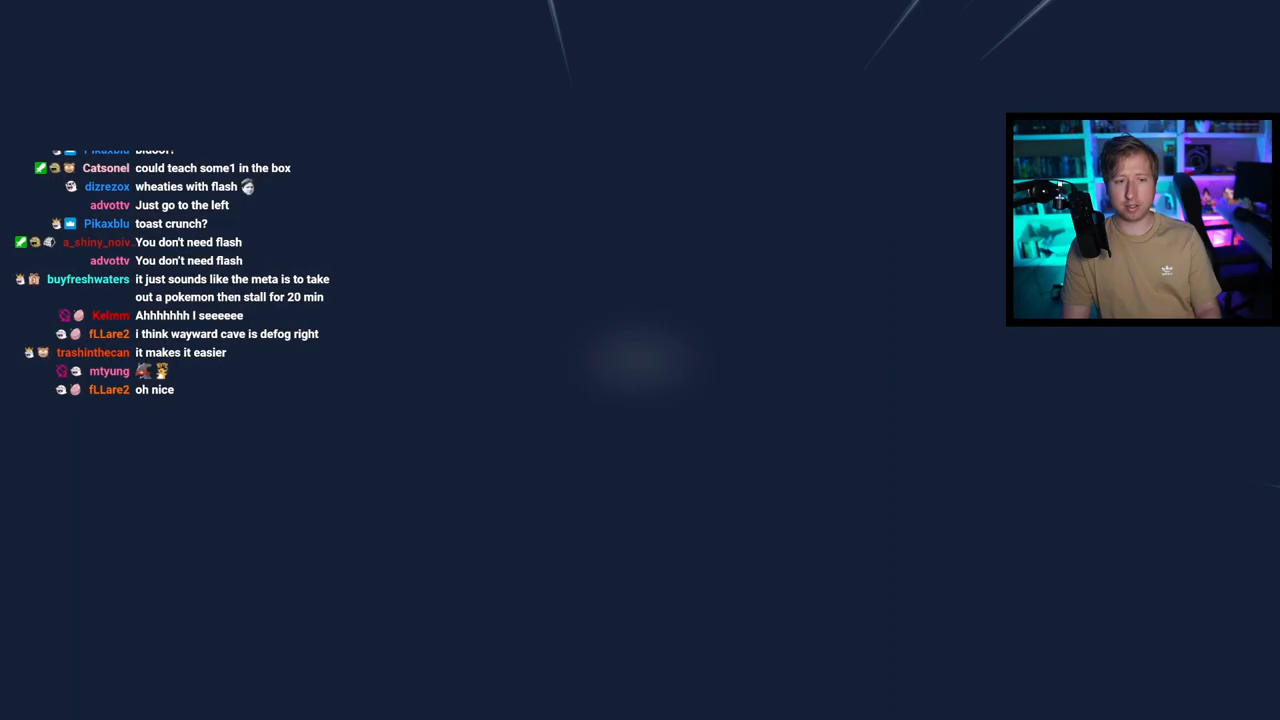 Pikaxblu
Catsonel could teach some1 in the box
dizrezox wheaties with flash
advottv Just go to the left
Pikaxblu toast crunch?
a_shiny_noiv.. You don't need flash
advottv You don't need flash
buyfreshwaters it just sounds like the meta is to take
out a pokemon then stall for 20 min
Kelmm Ahhhhhhh I seeeeee
fLLare2 i think wayward cave is defog right
trashinthecan it makes it easier
mtyung
fLLare2 oh nice